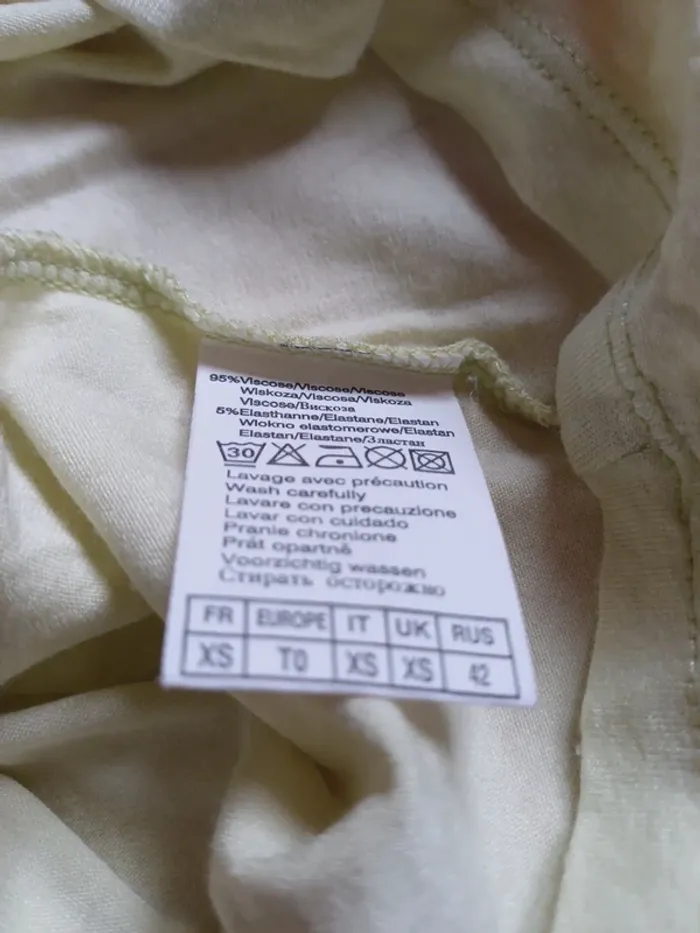 95%Viscose/Viscose/Viscose
Wiskoza/Viscosa/Viskoza
Viscose/Вискоза
5%Elasthanne/Elastane/Elastan
Wlokno elastomerowe/Elastan
Elastan/Elastane/Эластан
30
Lavage avec précaution
Wash carefully
Lavare con precauzione
Lavar con cuidado
Pranie chronione
Prát opartně
Voorzichtig wassen
Стирать осторожно
FR EUROPE IT UK RUS
XS T0 XS XS 42